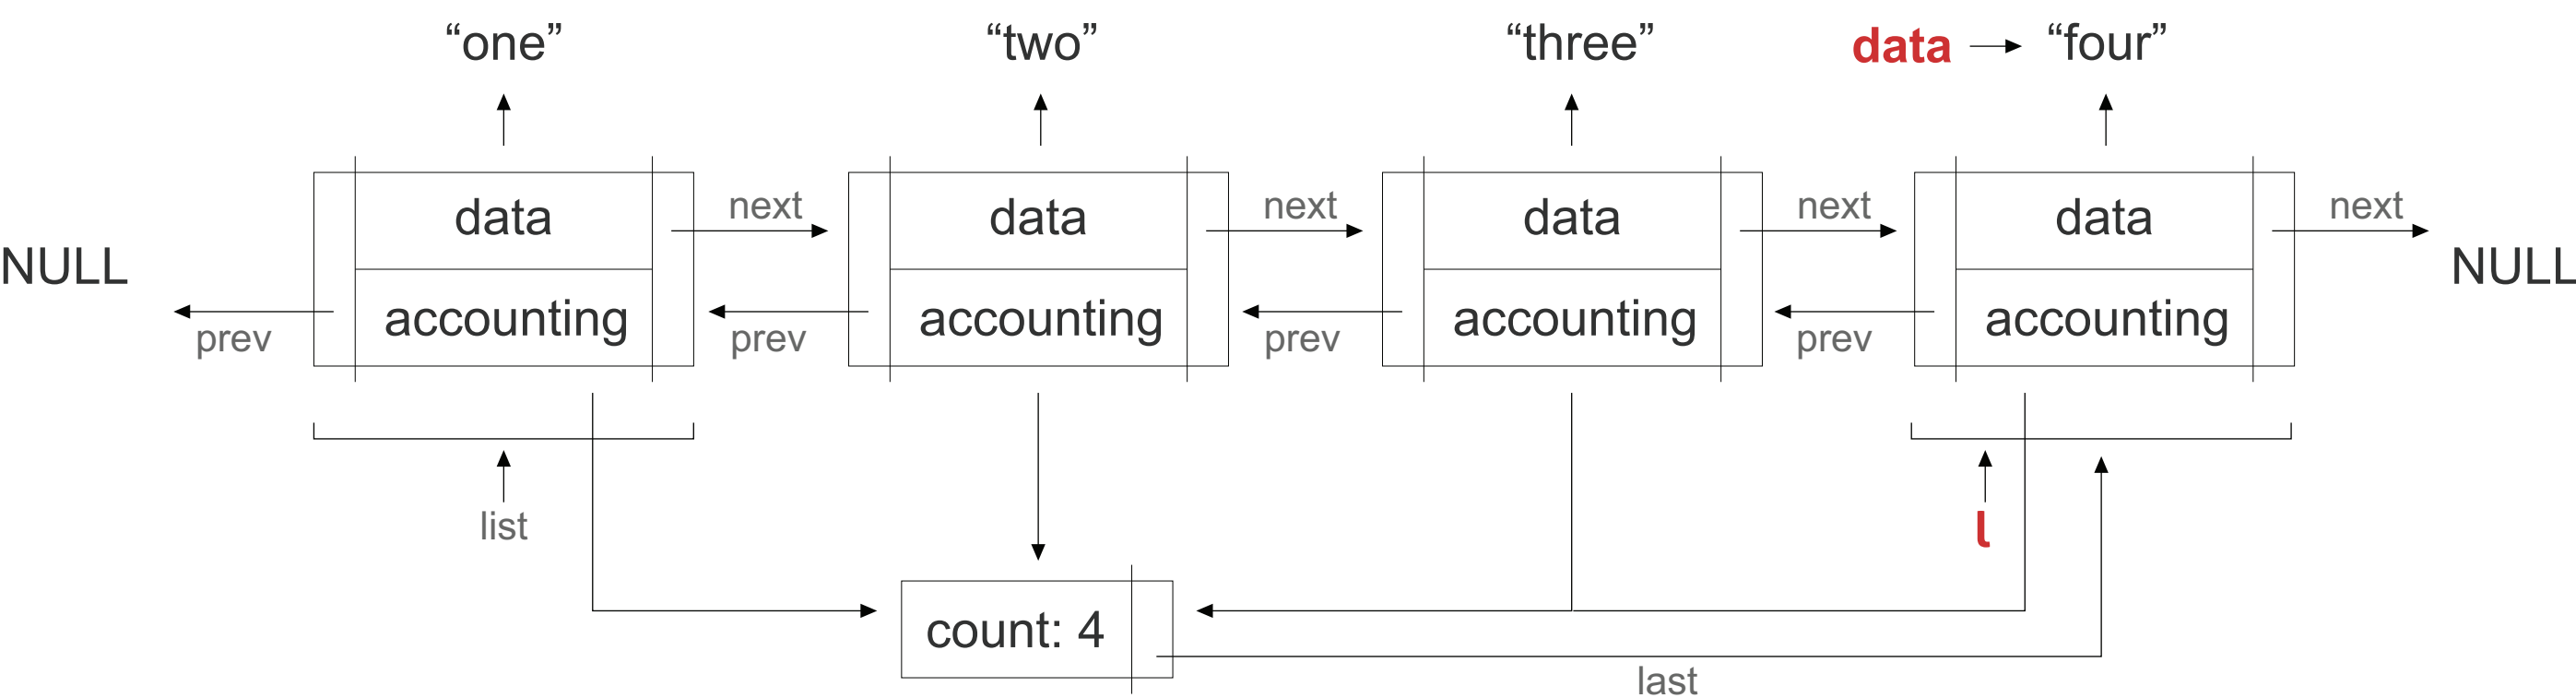 “one”
“two”
“three”
data
“four”
data
next
data
next
data
next
data
next
NULL
NULL
accounting
accounting
accounting
accounting
prev
prev
prev
prev
list
l
count: 4
last